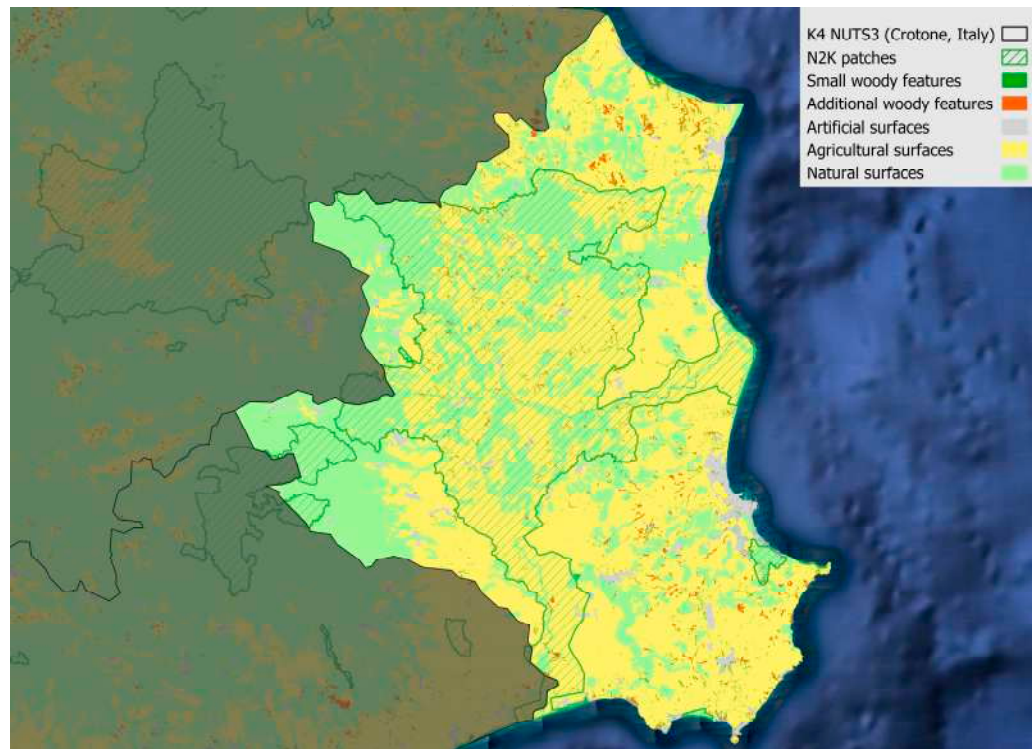 K4 NUTS3 (Crotone, Italy)
N2K patches
Small woody features
Additional woody features
Artificial surfaces
Agricultural surfaces
Natural surfaces